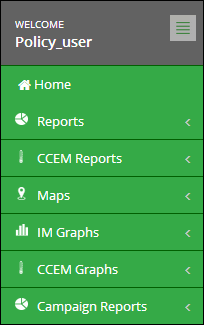 WELCOME
Policy_user
Home
Reports
CCEM Reports
Maps
IM Graphs
CCEM Graphs
Campaign Reports